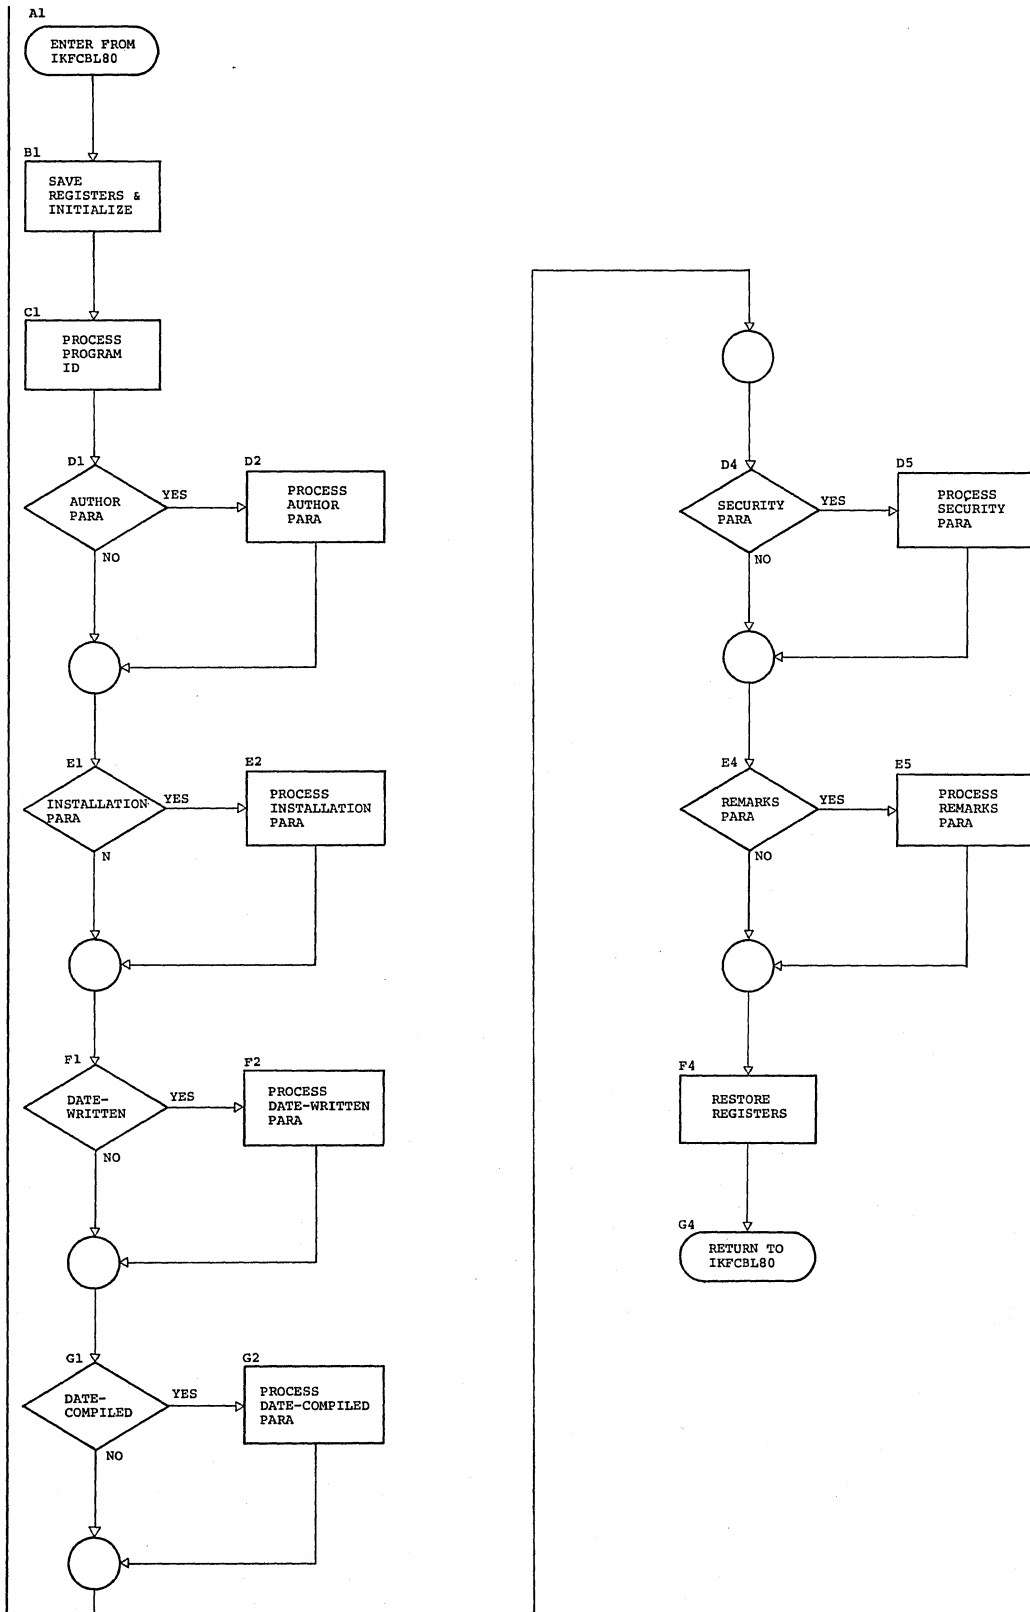 A1
ENTER FROM
IKFCBL80
B1
SAVE
REGISTERS &
INITIALIZE
C1
PROCESS
PROGRAM
ID
D1
AUTHOR
PARA
YES
NO
D2
PROCESS
AUTHOR
PARA
E1
INSTALLATION
PARA
YES
N
E2
PROCESS
INSTALLATION
PARA
F1
DATE-
WRITTEN
YES
NO
F2
PROCESS
DATE-WRITTEN
PARA
G1
DATE-
COMPILED
YES
NO
G2
PROCESS
DATE-COMPILED
PARA
D4
SECURITY
PARA
YES
NO
D5
PROCESS
SECURITY
PARA
E4
REMARKS
PARA
YES
NO
E5
PROCESS
REMARKS
PARA
F4
RESTORE
REGISTERS
G4
RETURN TO
IKFCBL80